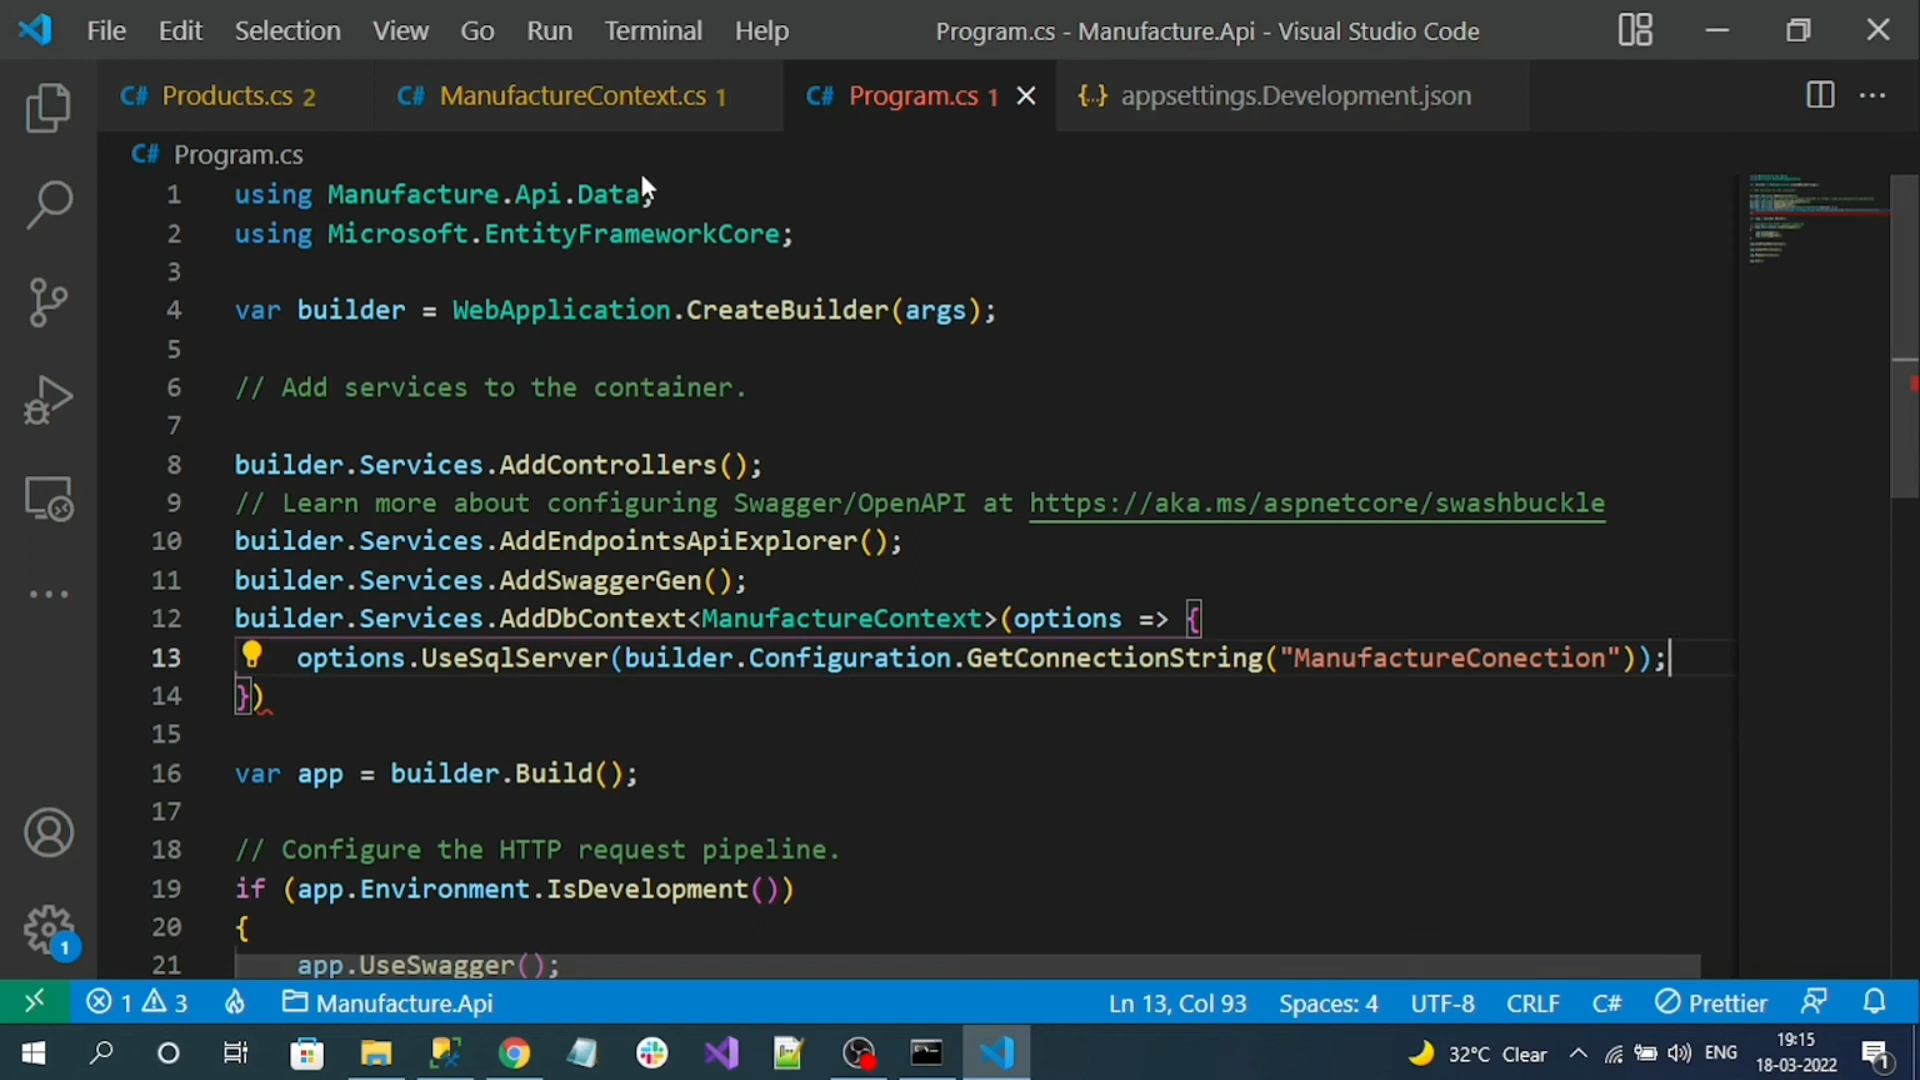 File Edit Selection View Go Run Terminal Help Program.cs - Manufacture.Api - Visual Studio Code
C# Products.cs 2 C# ManufactureContext.cs 1 C# Program.cs 1 {..} appsettings.Development.json
C# Program.cs
1 using Manufacture.Api.Data;
2 using Microsoft.EntityFrameworkCore;
3
4 var builder = WebApplication.CreateBuilder(args);
5
6 // Add services to the container.
7
8 builder.Services.AddControllers();
9 // Learn more about configuring Swagger/OpenAPI at https://aka.ms/aspnetcore/swashbuckle
10 builder.Services.AddEndpointsApiExplorer();
11 builder.Services.AddSwaggerGen();
12 builder.Services.AddDbContext<ManufactureContext>(options => {
13 options.UseSqlServer(builder.Configuration.GetConnectionString("ManufactureConection"));
14 })
15
16 var app = builder.Build();
17
18 // Configure the HTTP request pipeline.
19 if (app.Environment.IsDevelopment())
20 {
21 app.UseSwagger();
1
1 3 Manufacture.Api Ln 13, Col 93 Spaces: 4 UTF-8 CRLF C# Prettier
32°C Clear ENG 19:15
18-03-2022
1